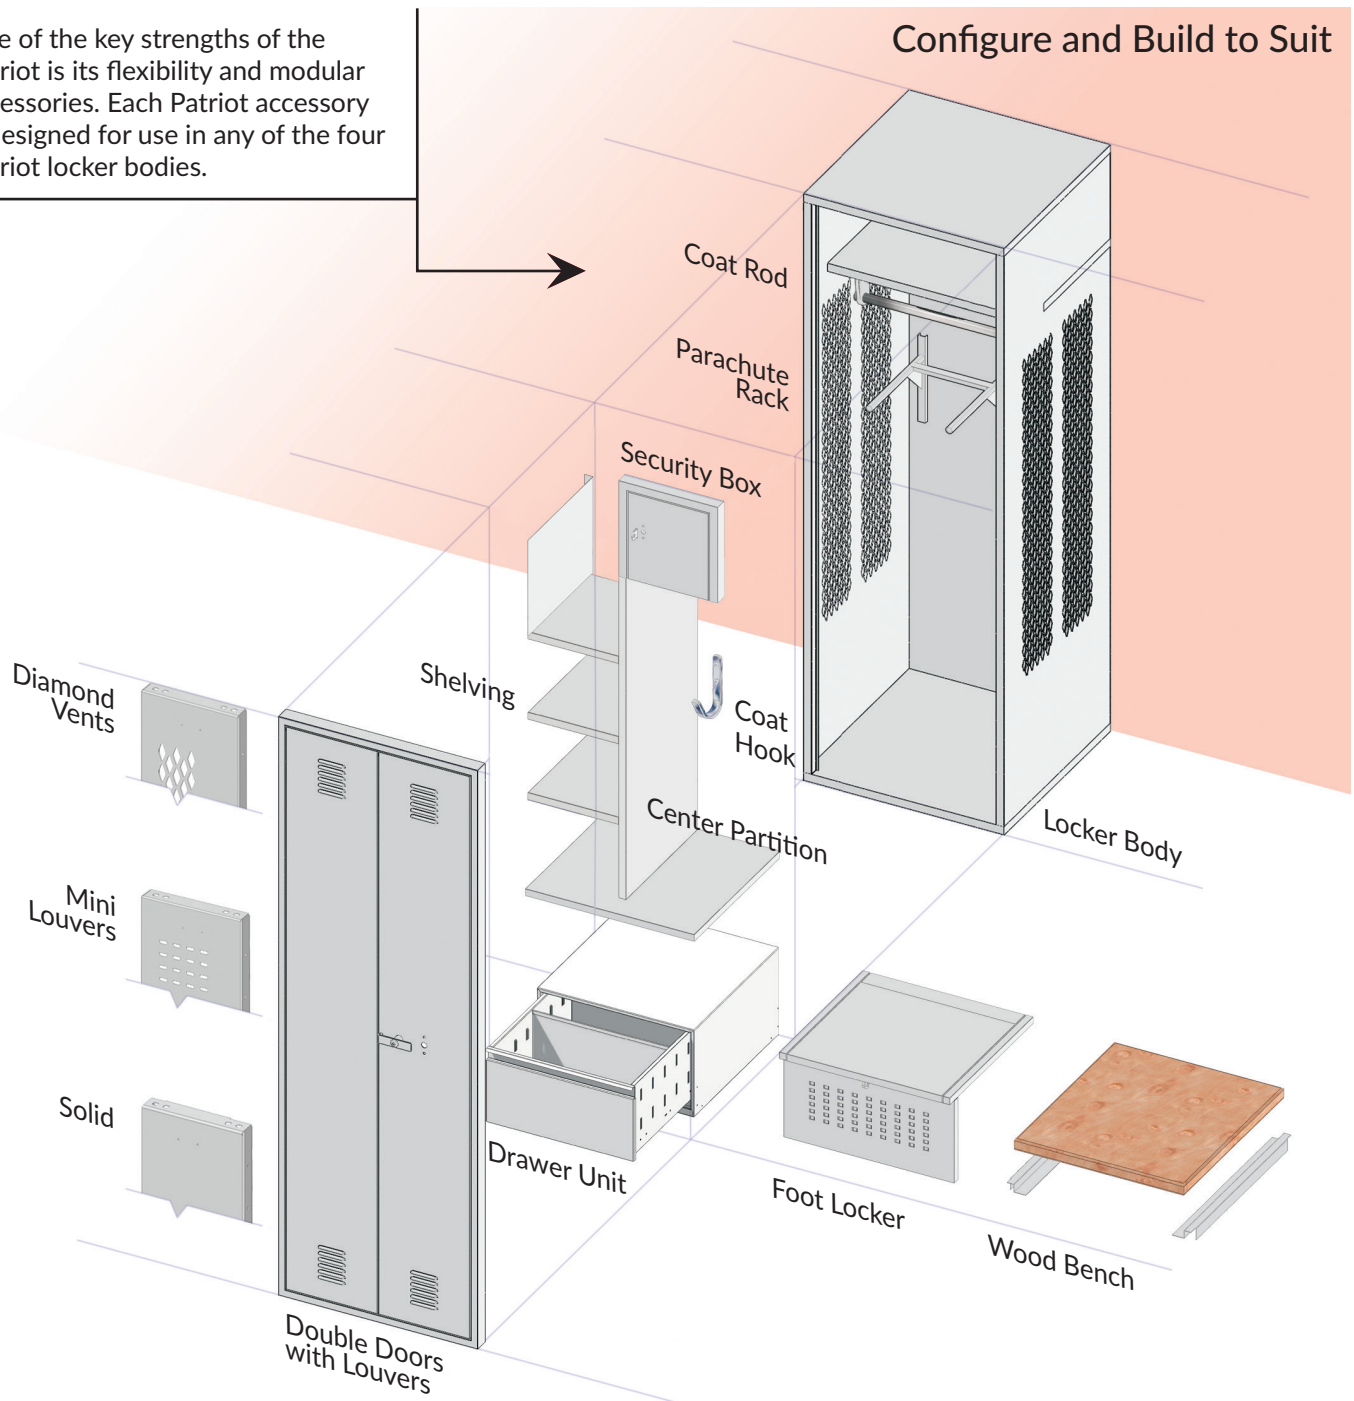 e of the key strengths of the
riot is its flexibility and modular
essories. Each Patriot accessory
esigned for use in any of the four
riot locker bodies.
Configure and Build to Suit
Coat Rod
Parachute
Rack
Security Box
Shelving
Coat
Hook
Center Partition
Locker Body
Diamond
Vents
Mini
Louvers
Solid
Drawer Unit
Foot Locker
Wood Bench
Double Doors
with Louvers